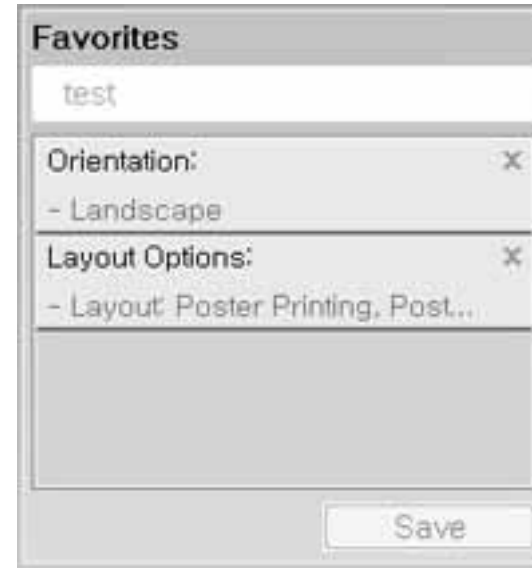 Favorites
test
Orientation:
- Landscape
Layout Options:
- Layout: Poster Printing, Post...
Save